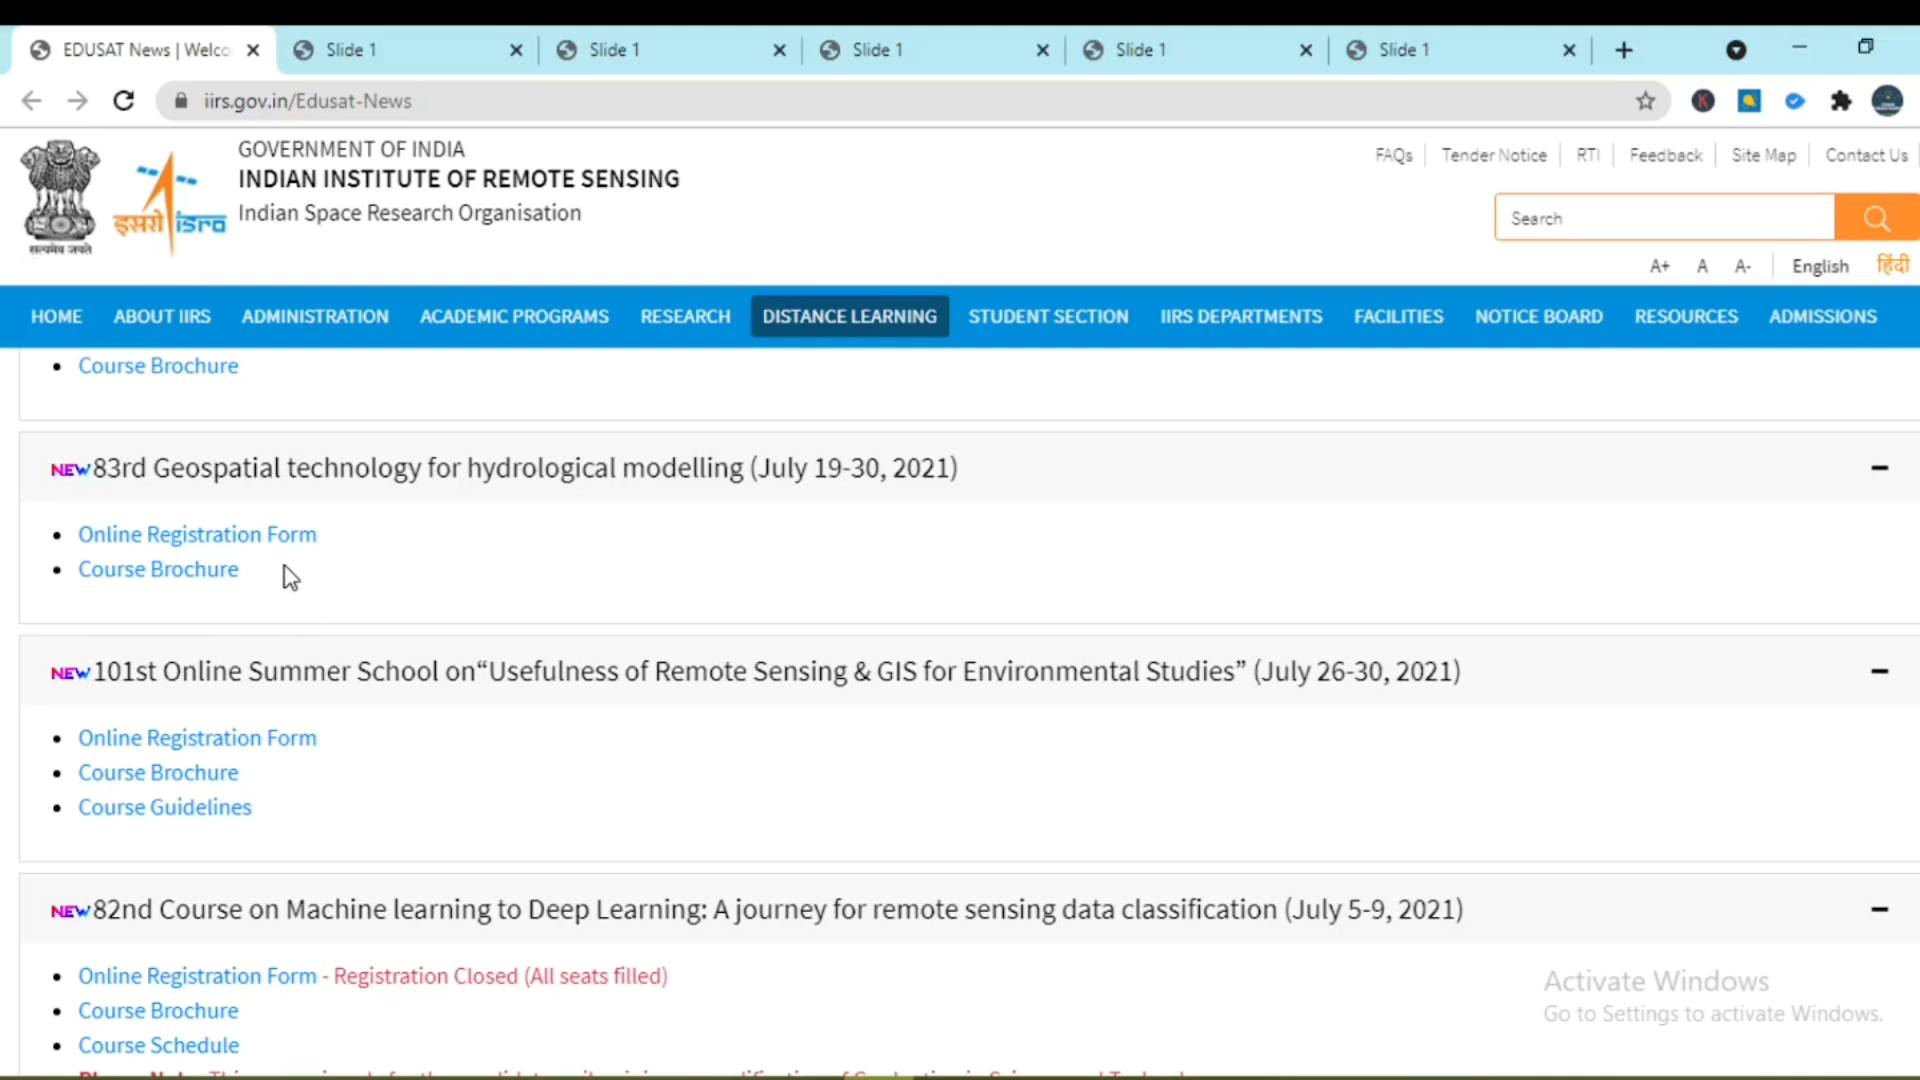 EDUSAT News | Welco
Slide 1
Slide 1
Slide 1
Slide 1
Slide 1
iirs.gov.in/Edusat-News
K
सत्यमेव जयते
इसरो isro
GOVERNMENT OF INDIA
INDIAN INSTITUTE OF REMOTE SENSING
Indian Space Research Organisation
FAQs Tender Notice RTI Feedback Site Map Contact Us
Search
A+ A A- English हिंदी
HOME ABOUT IIRS ADMINISTRATION ACADEMIC PROGRAMS RESEARCH DISTANCE LEARNING STUDENT SECTION IIRS DEPARTMENTS FACILITIES NOTICE BOARD RESOURCES ADMISSIONS
Course Brochure
NEW 83rd Geospatial technology for hydrological modelling (July 19-30, 2021)
Online Registration Form
Course Brochure
NEW 101st Online Summer School on“Usefulness of Remote Sensing & GIS for Environmental Studies” (July 26-30, 2021)
Online Registration Form
Course Brochure
Course Guidelines
NEW 82nd Course on Machine learning to Deep Learning: A journey for remote sensing data classification (July 5-9, 2021)
Online Registration Form - Registration Closed (All seats filled)
Course Brochure
Course Schedule
Activate Windows
Go to Settings to activate Windows.